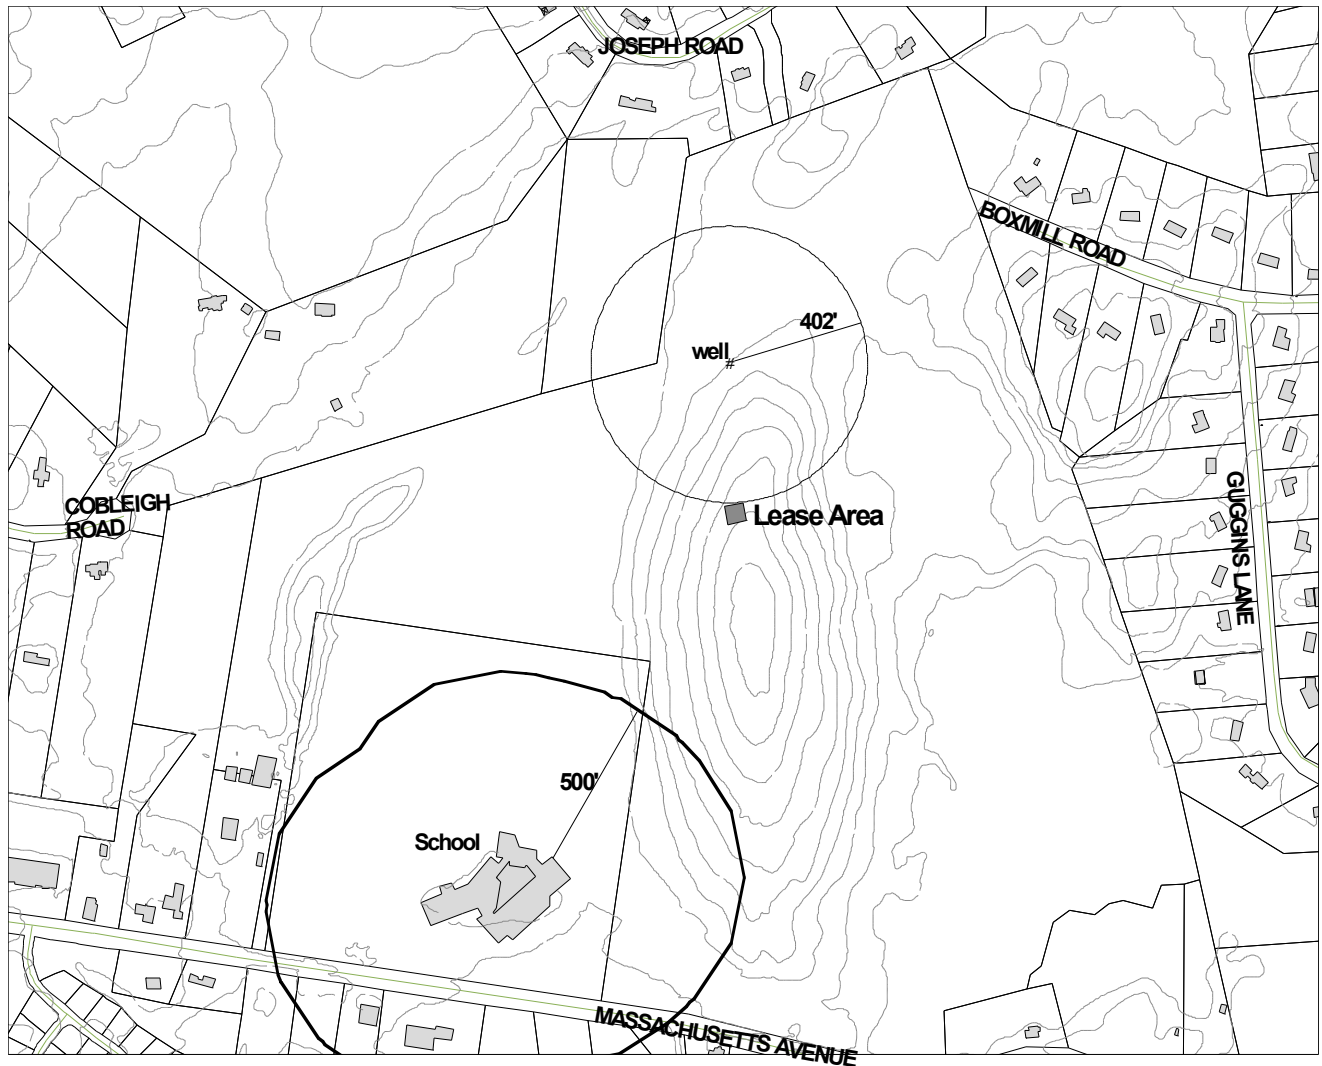 JOSEPH ROAD
BOXMILL ROAD
402'
well
#
COBLEIGH
ROAD
Lease Area
GUGGINS LANE
500'
School
MASSACHUSETTS AVENUE